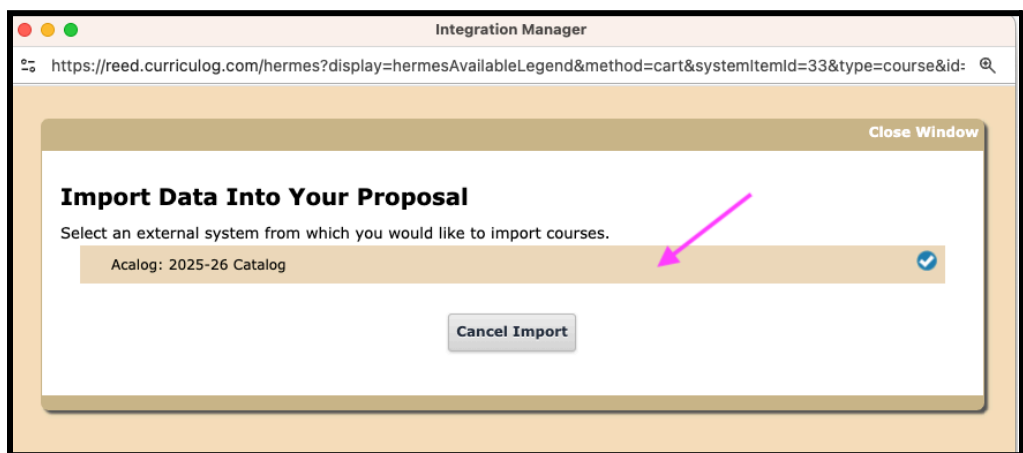 Integration Manager
https://reed.curriculog.com/hermes?display=hermesAvailableLegend&method=cart&systemItemId=33&type=course&id=
Close Window
Import Data Into Your Proposal
Select an external system from which you would like to import courses.
Acalog: 2025-26 Catalog
Cancel Import